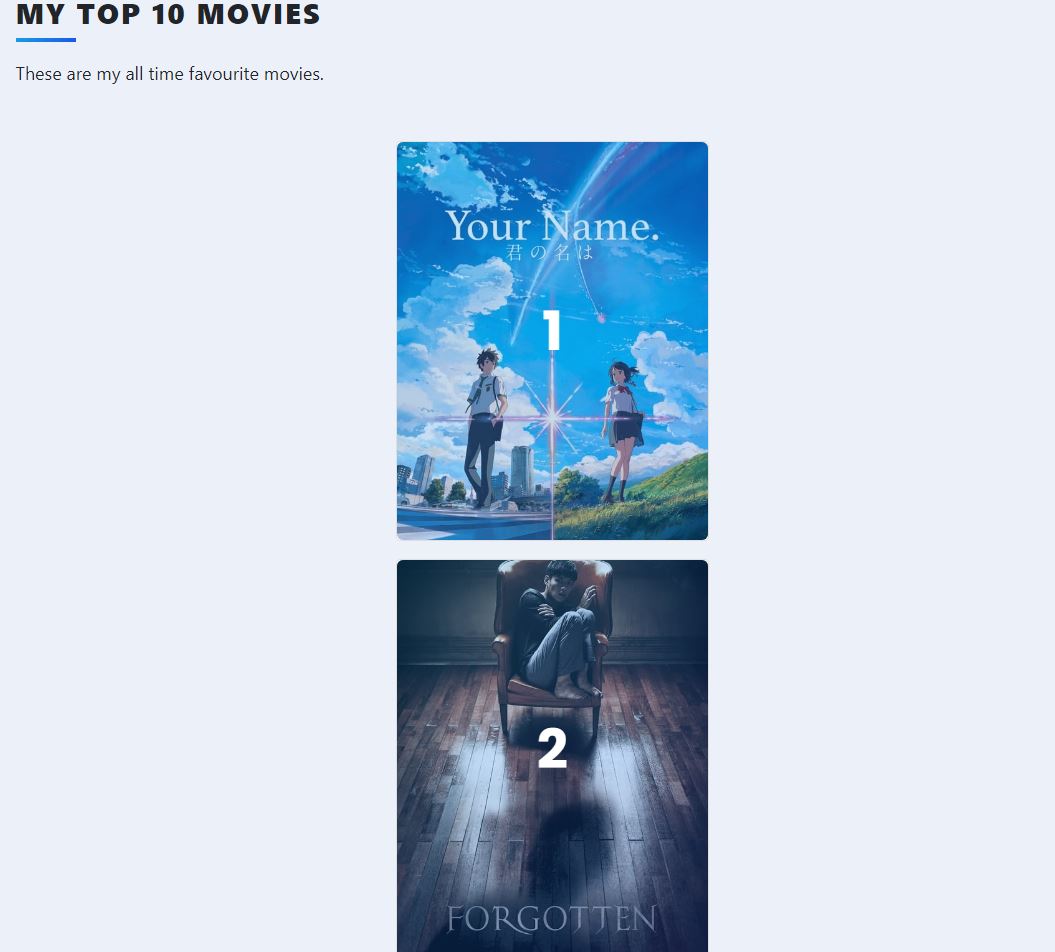 MY TOP 10 MOVIES
These are my all time favourite movies.
Your Name.
君の名は
1
2
FORGOTTEN